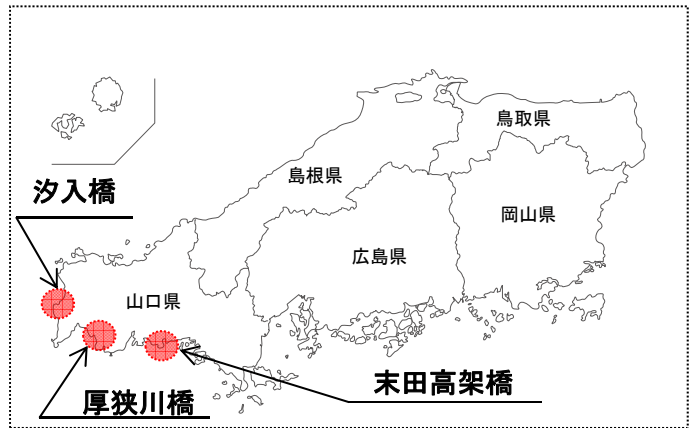 鳥取県
島根県
汐入橋
岡山県
広島県
山口県
末田高架橋
厚狭川橋